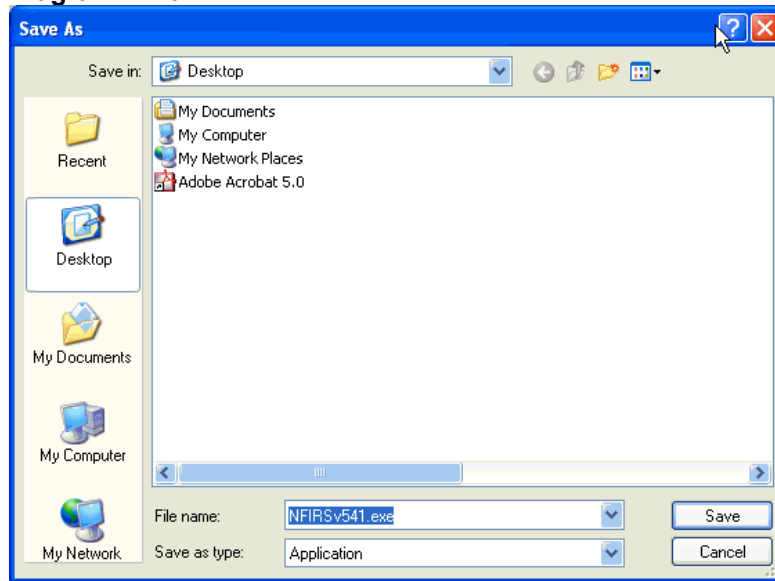 Save As
Save in: Desktop
My Documents
My Computer
My Network Places
Adobe Acrobat 5.0
Recent
Desktop
My Documents
My Computer
My Network
File name: NFIRSv541.exe Save
Save as type: Application Cancel